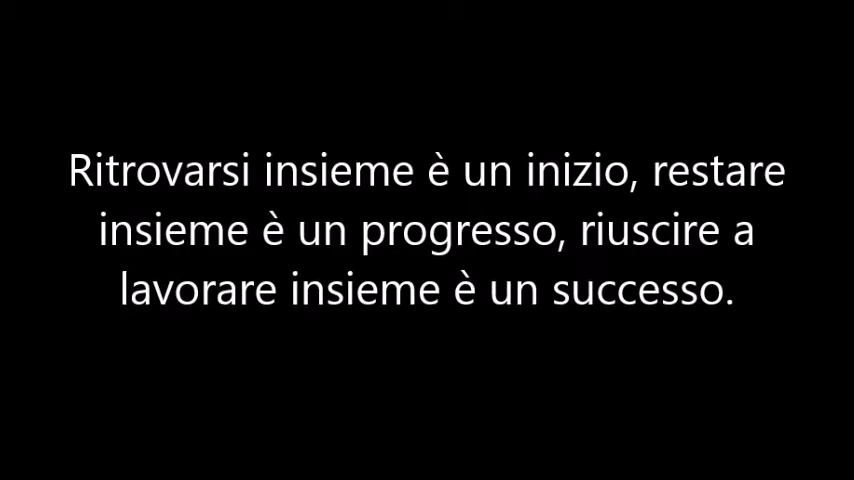 Ritrovarsi insieme è un inizio, restare
insieme è un progresso, riuscire a
lavorare insieme è un successo.